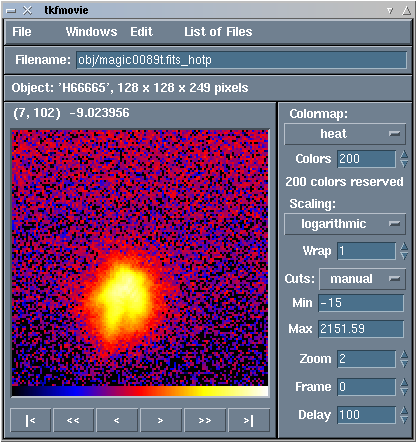 tkfmovie
File Windows Edit List of Files
Filename: obj/magic0089t.fits_hotp
Object: 'H66665', 128 x 128 x 249 pixels
(7, 102) -9.023956
Colormap:
heat
Colors 200
200 colors reserved
Scaling:
logarithmic
Wrap 1
Cuts: manual
Min -15
Max 2151.59
Zoom 2
Frame 0
Delay 100
|< << < > >> >|